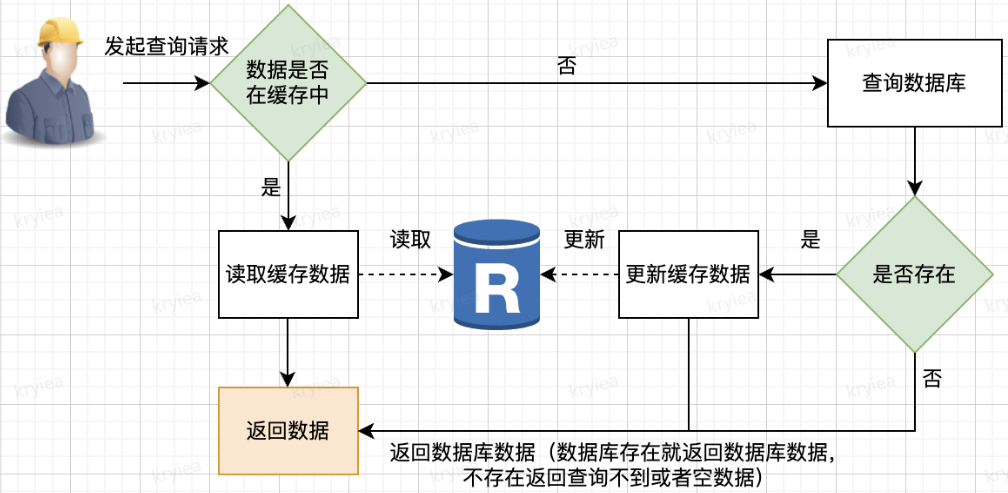 发起查询请求
数据是否
在缓存中
否
查询数据库
是
读取缓存数据
读取
R
更新
更新缓存数据
是
是否存在
否
返回数据
返回数据库数据（数据库存在就返回数据库数据，
不存在返回查询不到或者空数据）
kryiea